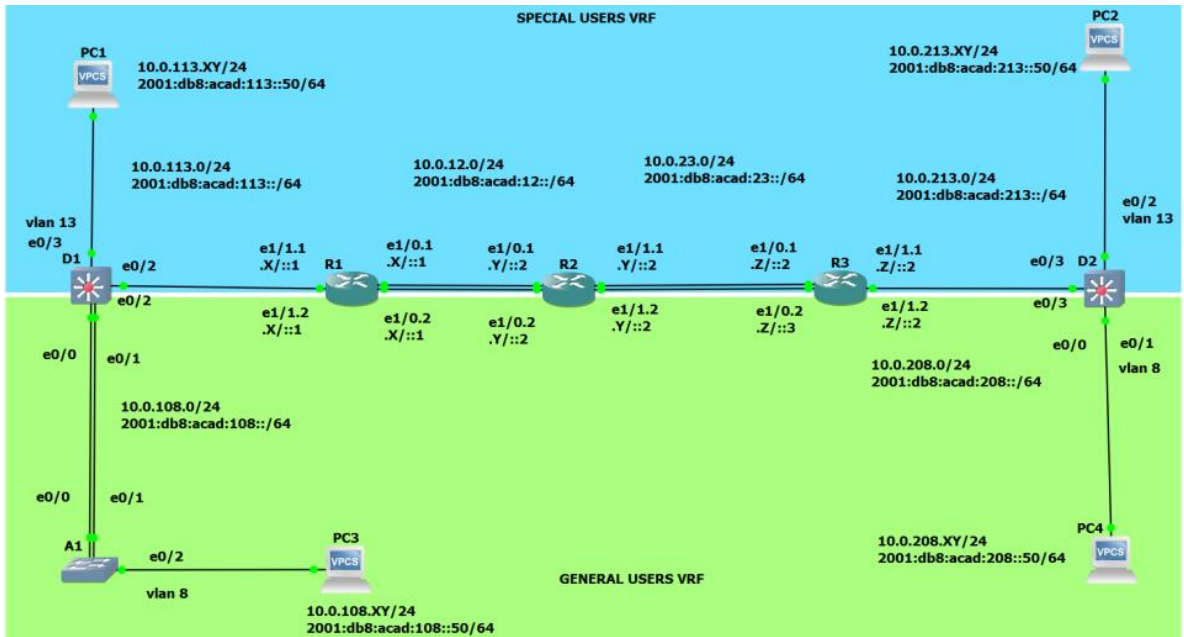 SPECIAL USERS VRF
PC1
VPCS
10.0.113.XY/24
2001:db8:acad:113::50/64
PC2
VPCS
10.0.213.XY/24
2001:db8:acad:213::50/64
10.0.113.0/24
2001:db8:acad:113::/64
10.0.12.0/24
2001:db8:acad:12::/64
10.0.23.0/24
2001:db8:acad:23::/64
10.0.213.0/24
2001:db8:acad:213::/64
vlan 13
e0/3
D1
e0/2
e0/2
e1/1.1
.X/::1
R1
e1/0.1
.X/::1
e1/0.1
.Y/::2
R2
e1/1.1
.Y/::2
e1/0.1
.Z/::2
R3
e1/1.1
.Z/::2
e0/2
vlan 13
e0/3
D2
e1/1.2
.X/::1
e1/0.2
.X/::1
e1/0.2
.Y/::2
e1/1.2
.Y/::2
e1/0.2
.Z/::3
e1/1.2
.Z/::2
e0/3
e0/0
e0/1
e0/0
e0/1
vlan 8
10.0.108.0/24
2001:db8:acad:108::/64
10.0.208.0/24
2001:db8:acad:208::/64
e0/0
e0/1
A1
e0/2
vlan 8
PC3
VPCS
10.0.108.XY/24
2001:db8:acad:108::50/64
PC4
VPCS
10.0.208.XY/24
2001:db8:acad:208::50/64
GENERAL USERS VRF